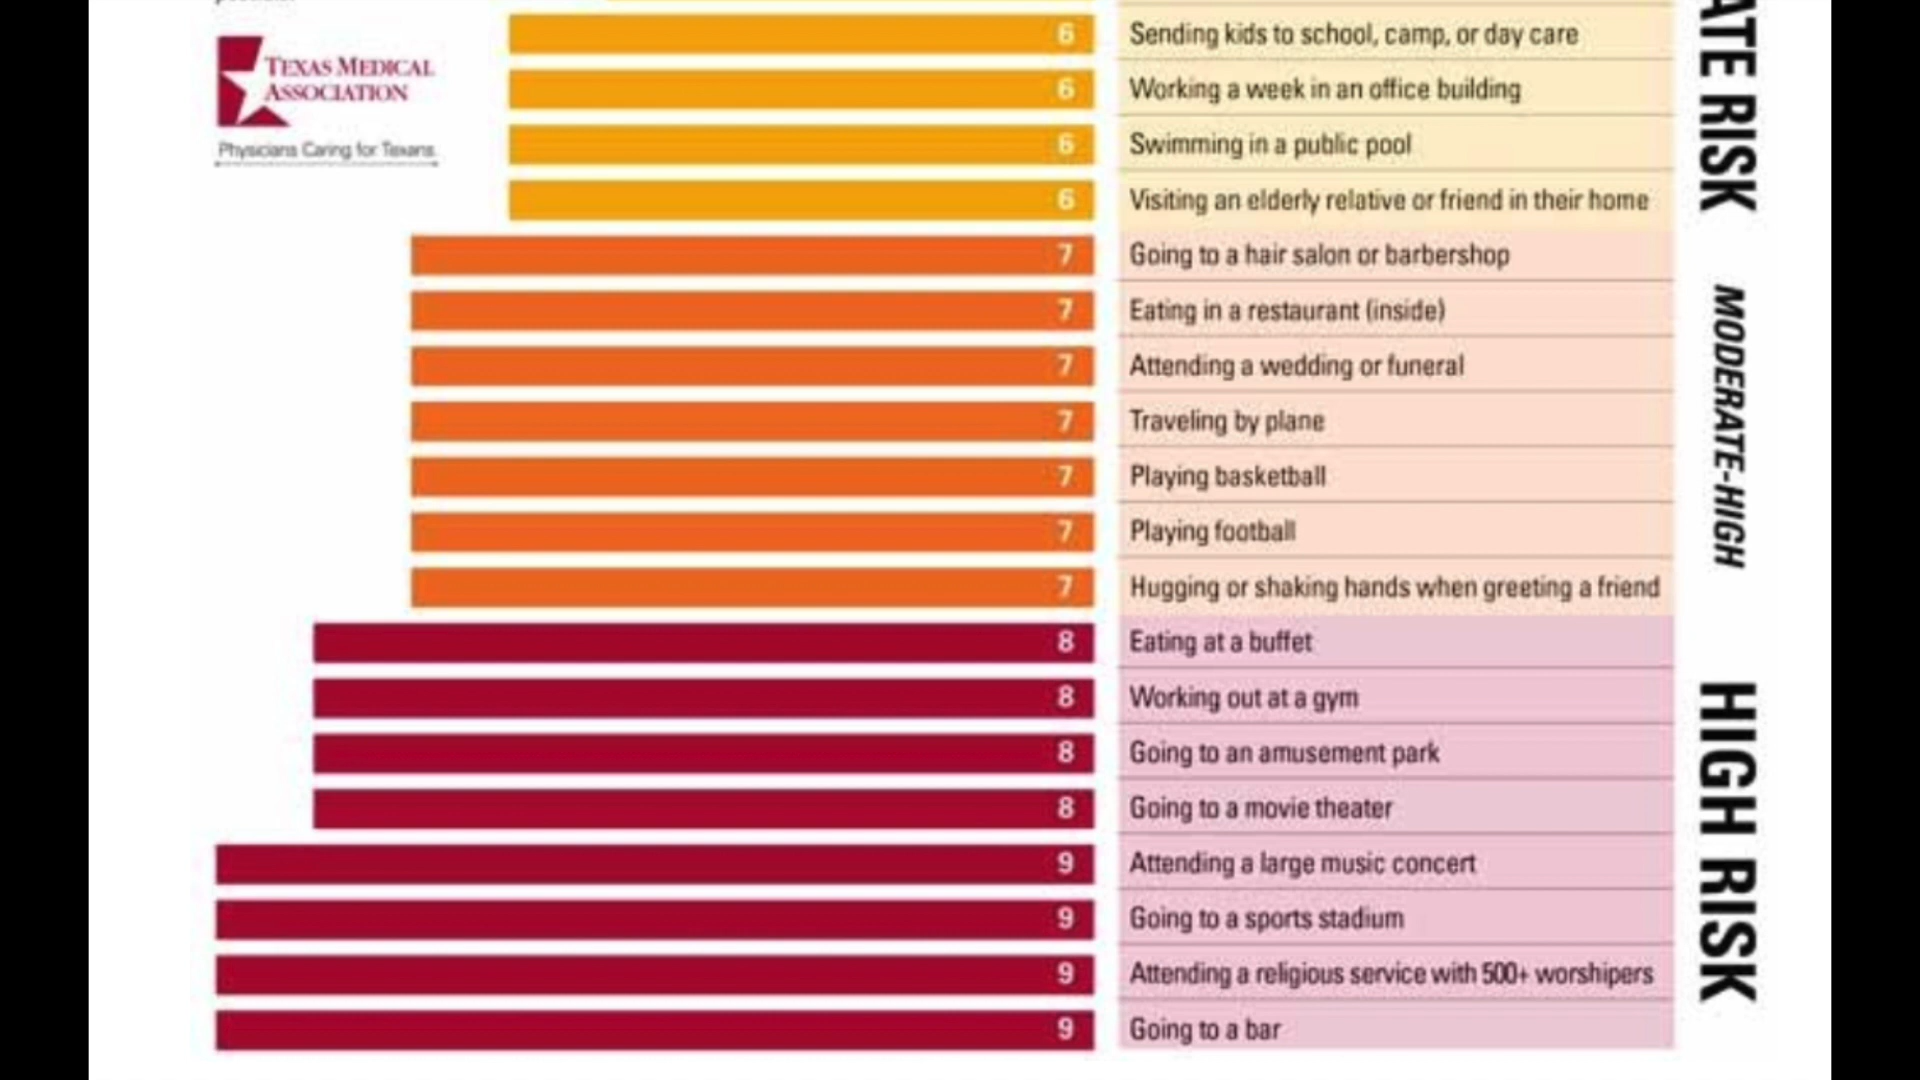 TEXAS MEDICAL
ASSOCIATION
Physicians Caring for Texans
6 Sending kids to school, camp, or day care
6 Working a week in an office building
6 Swimming in a public pool
6 Visiting an elderly relative or friend in their home
7 Going to a hair salon or barbershop
7 Eating in a restaurant (inside)
7 Attending a wedding or funeral
7 Traveling by plane
7 Playing basketball
7 Playing football
7 Hugging or shaking hands when greeting a friend
8 Eating at a buffet
8 Working out at a gym
8 Going to an amusement park
8 Going to a movie theater
9 Attending a large music concert
9 Going to a sports stadium
9 Attending a religious service with 500+ worshipers
9 Going to a bar
ATE RISK
MODERATE-HIGH
HIGH RISK